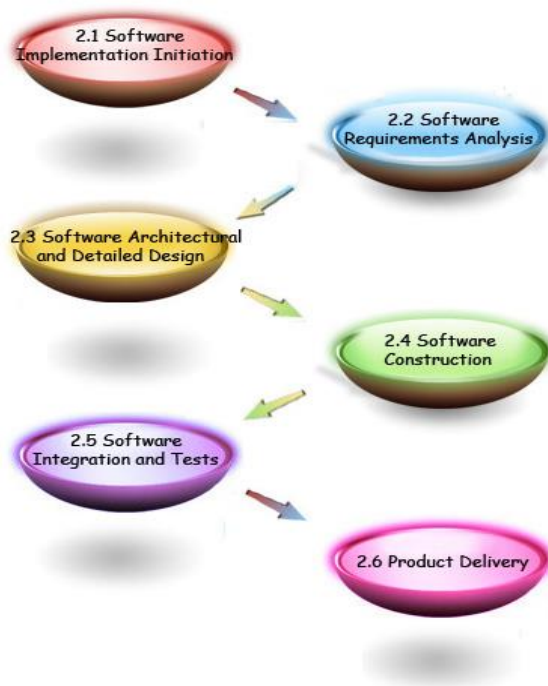 2.1 Software
Implementation Initiation
2.2 Software
Requirements Analysis
2.3 Software Architectural
and Detailed Design
2.4 Software
Construction
2.5 Software
Integration and Tests
2.6 Product Delivery